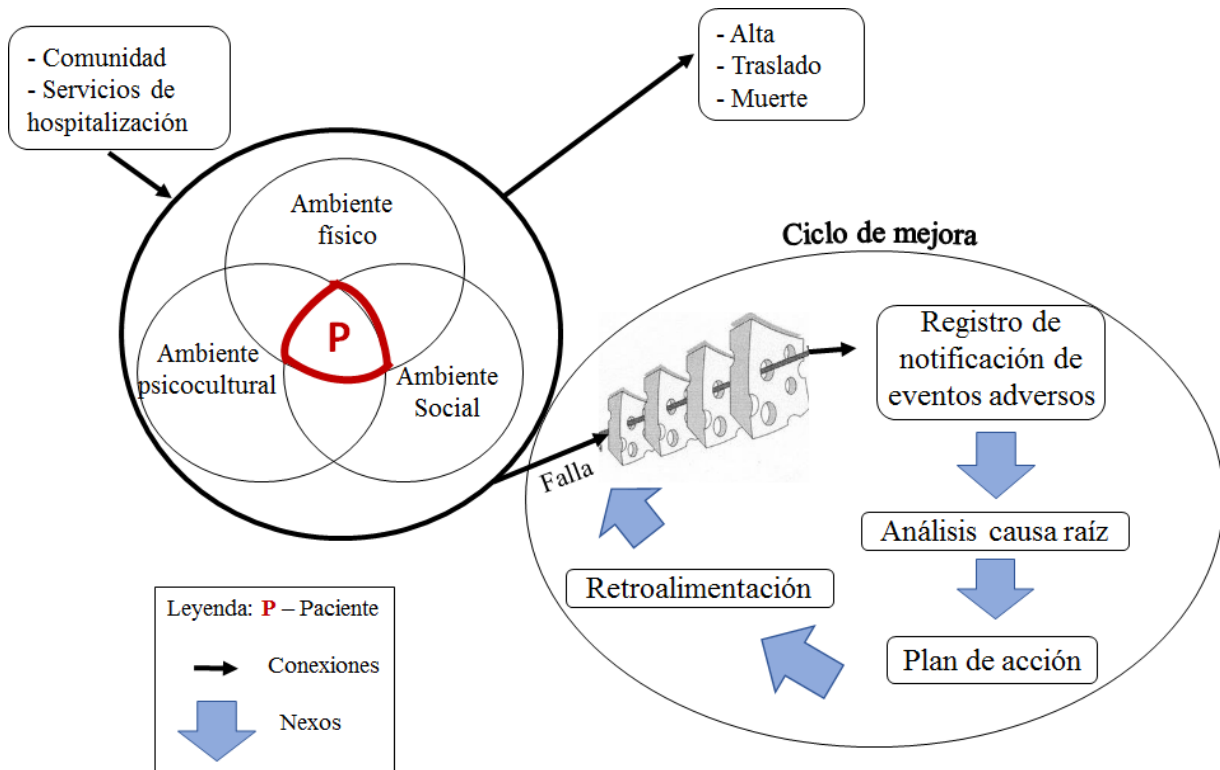 - Comunidad
- Servicios de
hospitalización
- Alta
- Traslado
- Muerte
Ambiente
físico
P
Ambiente
psicocultural
Ambiente
Social
Falla
Ciclo de mejora
Registro de
notificación de
eventos adversos
Análisis causa raíz
Plan de acción
Retroalimentación
Leyenda: P – Paciente
Conexiones
Nexos